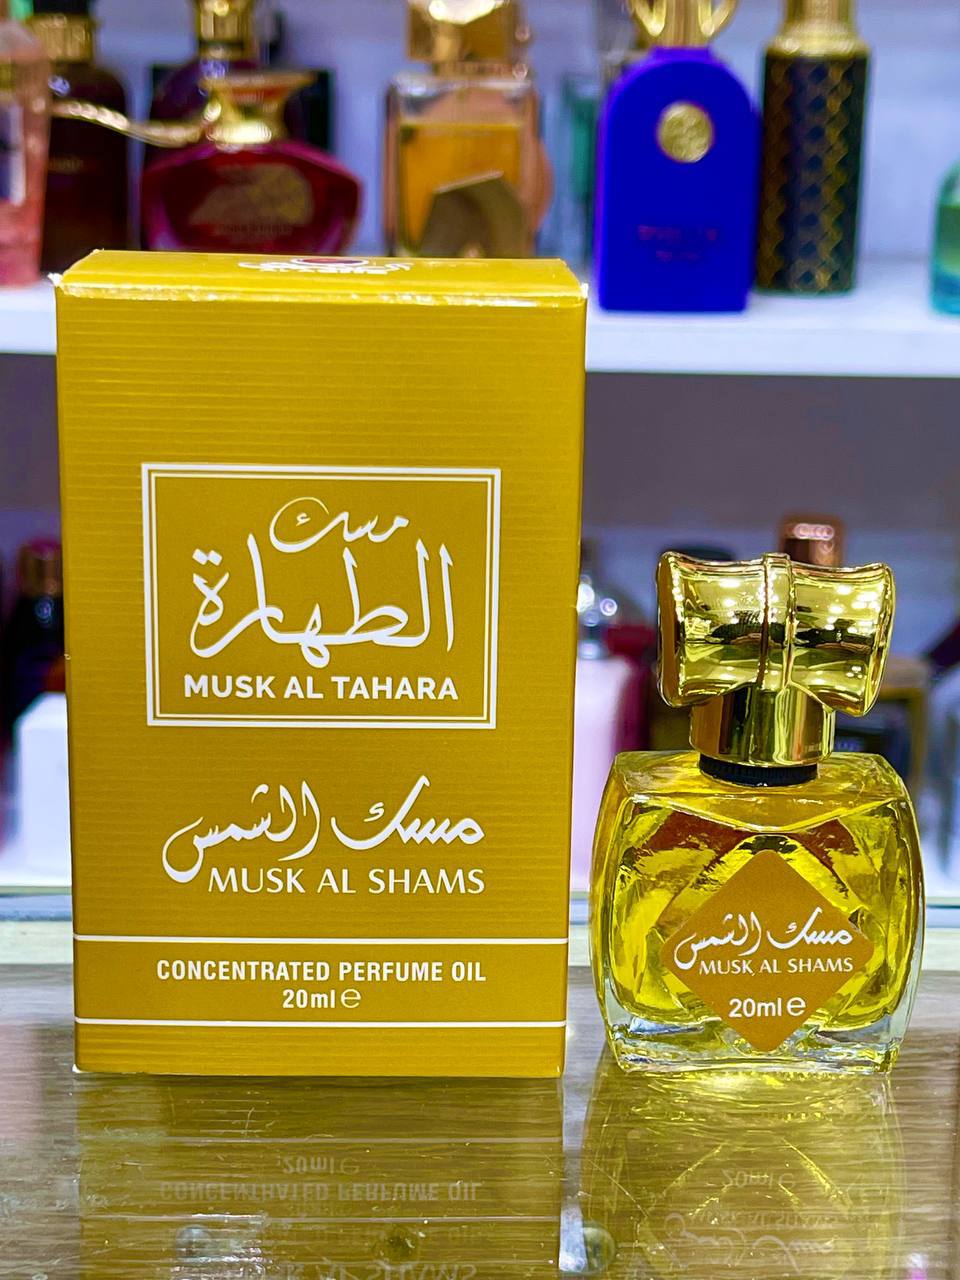 مسك
الطهارة
MUSK AL TAHARA
مسك الشمس
MUSK AL SHAMS
CONCENTRATED PERFUME OIL
20ml ℮
مسك الشمس
MUSK AL SHAMS
20ml ℮